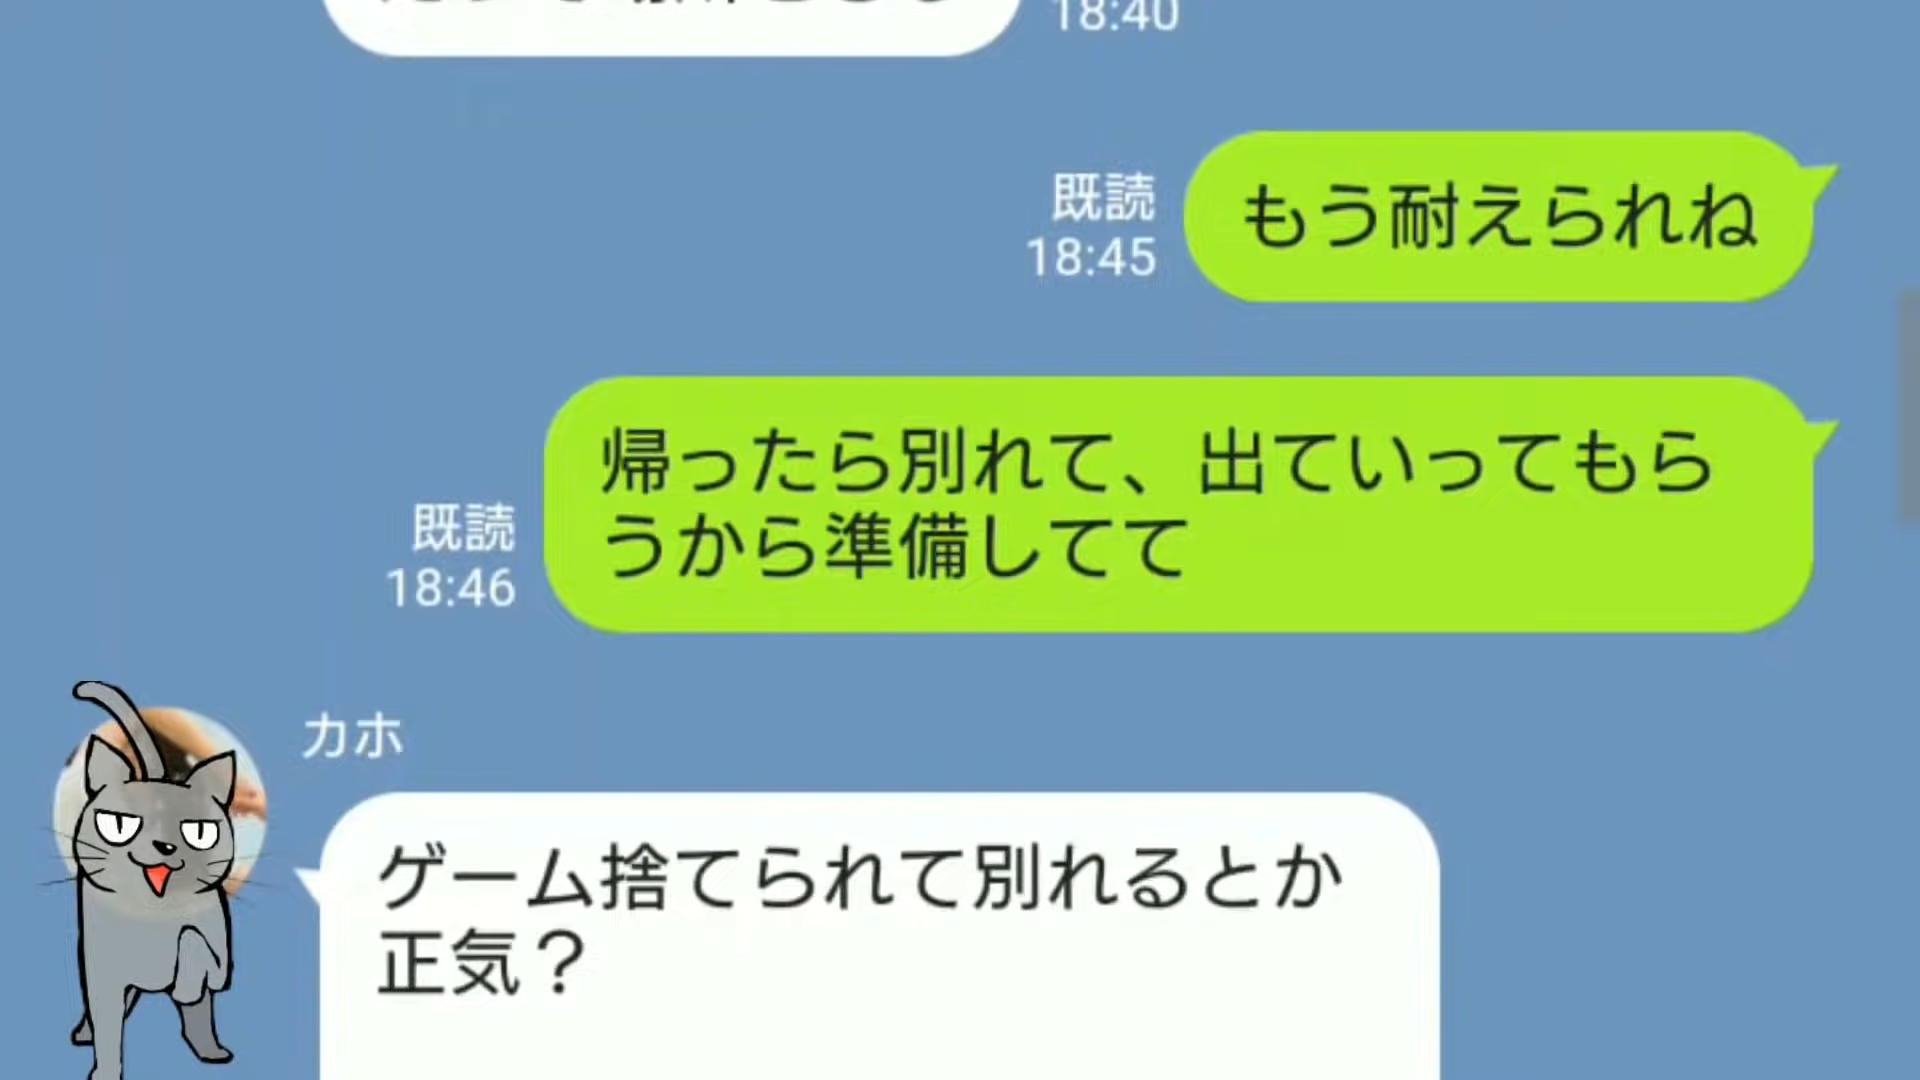 18:40
既読
18:45
もう耐えられね
帰ったら別れて、出ていってもら
うから準備してて
既読
18:46
カホ
ゲーム捨てられて別れるとか
正気？